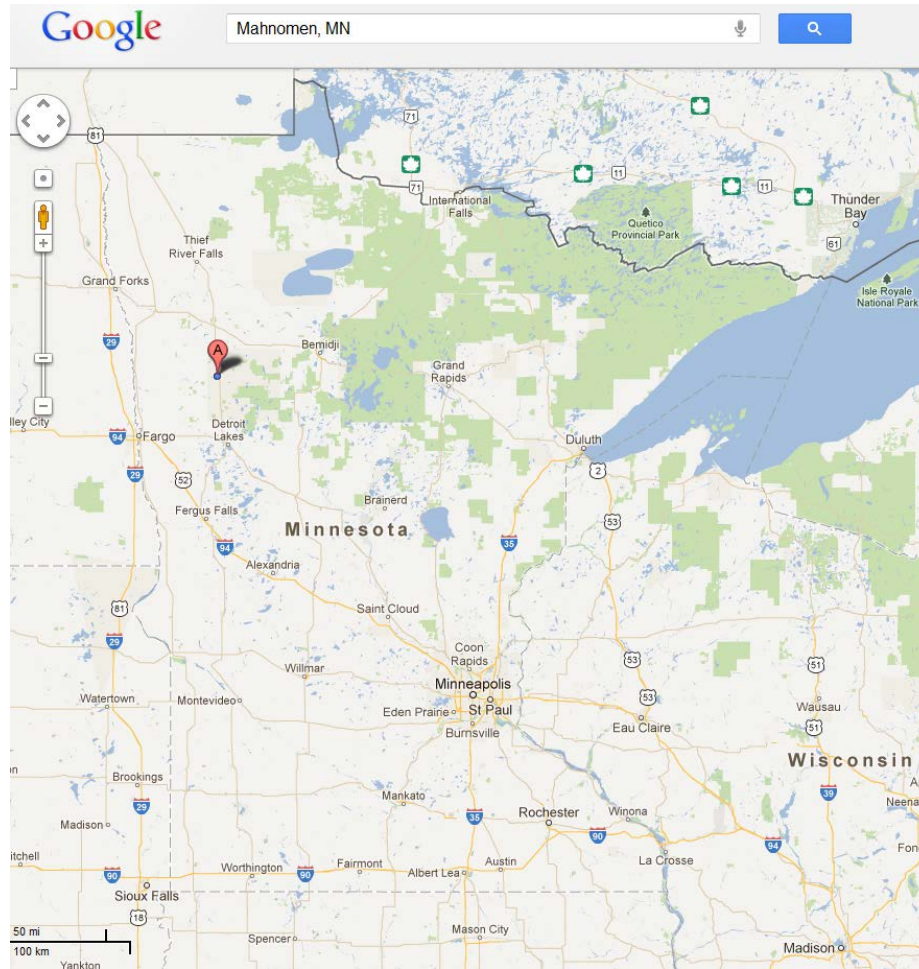 Google
Mahnomen, MN
81
71
71
11
11
International
Falls
Quetico
Provincial Park
Thunder
Bay
61
Isle Royale
National Park
Thief
River Falls
Grand Forks
29
A
Bemidji
Grand
Rapids
Detroit
Lakes
94
Fargo
29
52
Duluth
2
53
Fergus Falls
Brainerd
Minnesota
94
35
Alexandria
81
Saint Cloud
29
Coon
Rapids
Willmar
53
51
Minneapolis
St Paul
53
Watertown
Montevideo
Eden Prairie
Burnsville
Eau Claire
Wausau
51
Wisconsin
Brookings
29
Mankato
39
Madison
35
Rochester
Winona
90
94
90
Worthington
90
Fairmont
Albert Lea
Austin
La Crosse
Sioux Falls
18
50 mi
100 km
Spencer
Mason City
Madison
Yankton